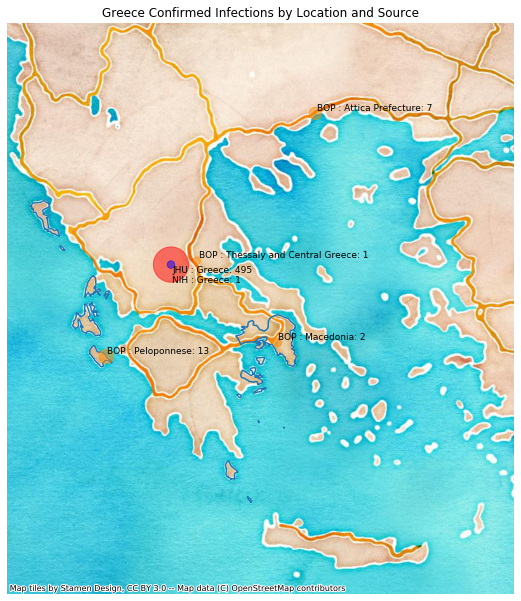 Greece Confirmed Infections by Location and Source
BOP : Attica Prefecture: 7
BOP : Thessaly and Central Greece: 1
JHU : Greece: 495
NIH : Greece: 1
BOP : Macedonia: 2
BOP : Peloponnese: 13
Map tiles by Stamen Design, CC BY 3.0 -- Map data (C) OpenStreetMap contributors